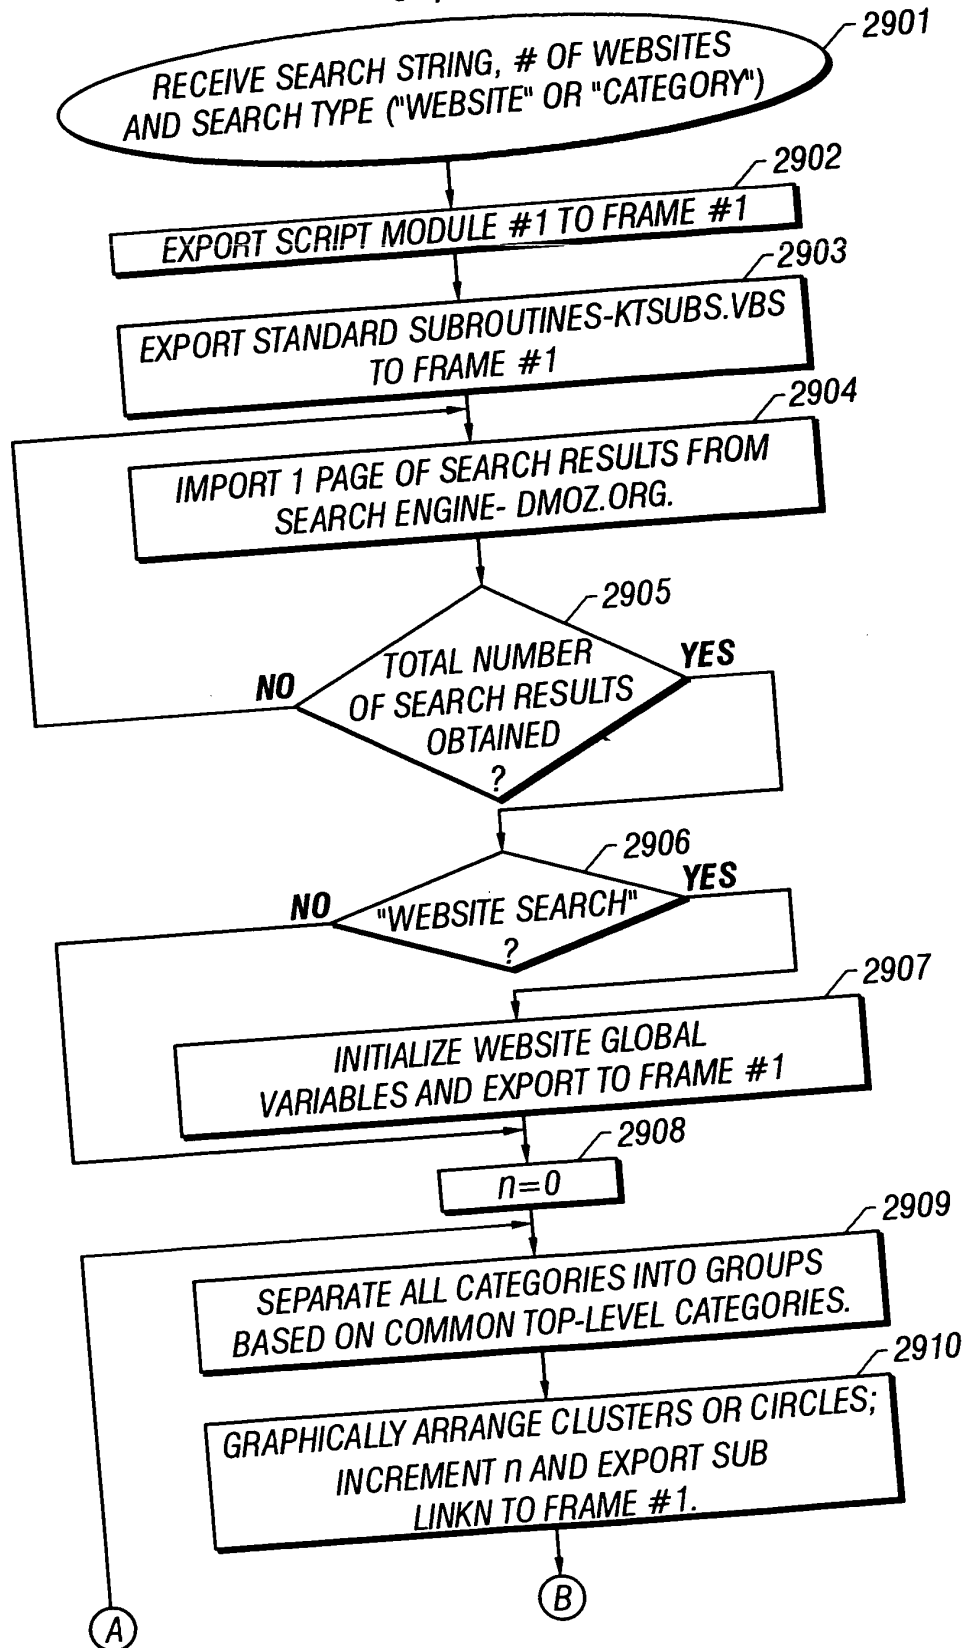 2901
RECEIVE SEARCH STRING, # OF WEBSITES
AND SEARCH TYPE ("WEBSITE" OR "CATEGORY")
2902
EXPORT SCRIPT MODULE #1 TO FRAME #1
2903
EXPORT STANDARD SUBROUTINES-KTSUBS.VBS
TO FRAME #1
2904
IMPORT 1 PAGE OF SEARCH RESULTS FROM
SEARCH ENGINE- DMOZ.ORG.
2905
NO
YES
TOTAL NUMBER
OF SEARCH RESULTS
OBTAINED
?
2906
NO
YES
"WEBSITE SEARCH"
?
2907
INITIALIZE WEBSITE GLOBAL
VARIABLES AND EXPORT TO FRAME #1
2908
n=0
2909
SEPARATE ALL CATEGORIES INTO GROUPS
BASED ON COMMON TOP-LEVEL CATEGORIES.
2910
GRAPHICALLY ARRANGE CLUSTERS OR CIRCLES;
INCREMENT n AND EXPORT SUB
LINKN TO FRAME #1.
B
A